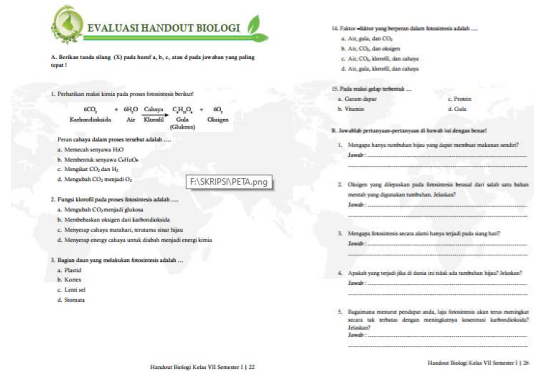 EVALUASI HANDOUT BIOLOGI
A. Berikan tanda silang (X) pada huruf a, b, c, atau d pada jawaban yang paling
tepat !
1. Perhatikan reaksi kimia pada proses fotosintesis berikut!
6CO₂ + 6H₂O Cahaya C₆H₁₂O₆ + 6O₂
Karbondioksida Air Klorofil Gula Oksigen
(Glukosa)
Peran cahaya dalam proses tersebut adalah ....
a. Memecah senyawa H₂O
b. Membentuk senyawa C₆H₁₂O₆
c. Mengikat CO₂ dan H₂
d. Mengubah CO₂ menjadi O₂
F:\SKRIPSI\PETA.png
2. Fungsi klorofil pada proses fotosintesis adalah ....
a. Mengubah CO₂ menjadi glukosa
b. Membebaskan oksigen dari karbondioksida
c. Menyerap cahaya matahari, terutama sinar hijau
d. Menyerap energy cahaya untuk diubah menjadi energi kimia
3. Bagian daun yang melakukan fotosintesis adalah ...
a. Plastid
b. Kortex
c. Lenti sel
d. Stomata
Handout Biologi Kelas VII Semester I | 22
14. Faktor –faktor yang berperan dalam fotosintesis adalah ....
a. Air, gula, dan CO₂
b. Air, CO₂, dan oksigen
c. Air, CO₂, klorofil, dan cahaya
d. Air, gula, klorofil, dan cahaya
15. Pada reaksi gelap terbentuk ...
a. Garam dapur c. Protein
b. Vitamin d. Gula
B. Jawablah pertanyaan-pertanyaan di bawah ini dengan benar!
1. Mengapa hanya tumbuhan hijau yang dapat membuat makanan sendiri?
Jawab :
2. Oksigen yang dilepaskan pada fotosintesis berasal dari salah satu bahan
mentah yang digunakan tumbuhan. Jelaskan?
Jawab :
3. Mengapa fotosintesis secara alami hanya terjadi pada siang hari?
Jawab :
4. Apakah yang terjadi jika di dunia ini tidak ada tumbuhan hijau? Jelaskan?
Jawab :
5. Bagaimana menurut pendapat anda, laju fotosintesis akan terus meningkat
secara tak terbatas dengan meningkatnya kosentrasi karbondioksida?
Jelaskan?
Jawab :
Handout Biologi Kelas VII Semester I | 26